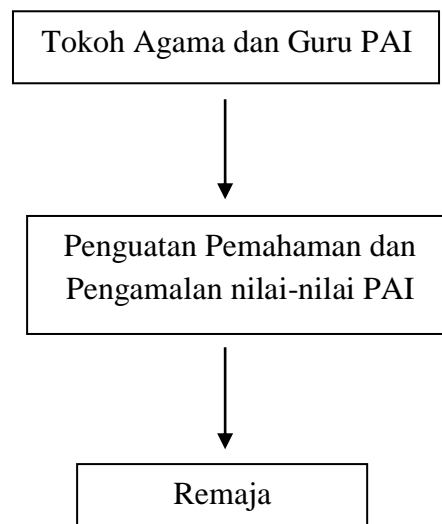 Tokoh Agama dan Guru PAI
Penguatan Pemahaman dan
Pengamalan nilai-nilai PAI
Remaja